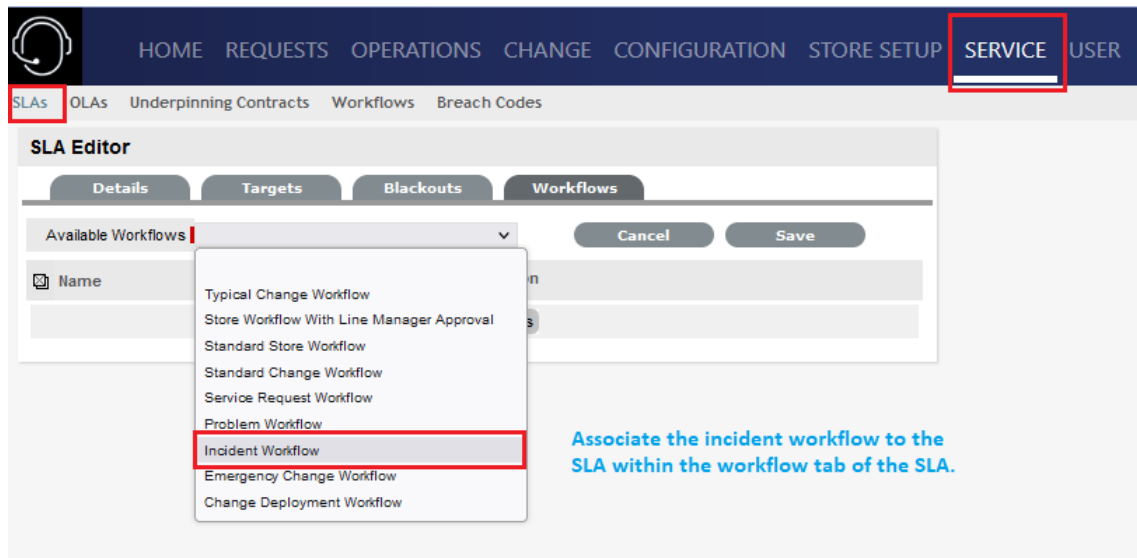 HOME REQUESTS OPERATIONS CHANGE CONFIGURATION STORE SETUP SERVICE USER
SLAs OLAs Underpinning Contracts Workflows Breach Codes
SLA Editor
Details Targets Blackouts Workflows
Available Workflows Cancel Save
Name
Typical Change Workflow
Store Workflow With Line Manager Approval
Standard Store Workflow
Standard Change Workflow
Service Request Workflow
Problem Workflow
Incident Workflow
Emergency Change Workflow
Change Deployment Workflow
Associate the incident workflow to the
SLA within the workflow tab of the SLA.